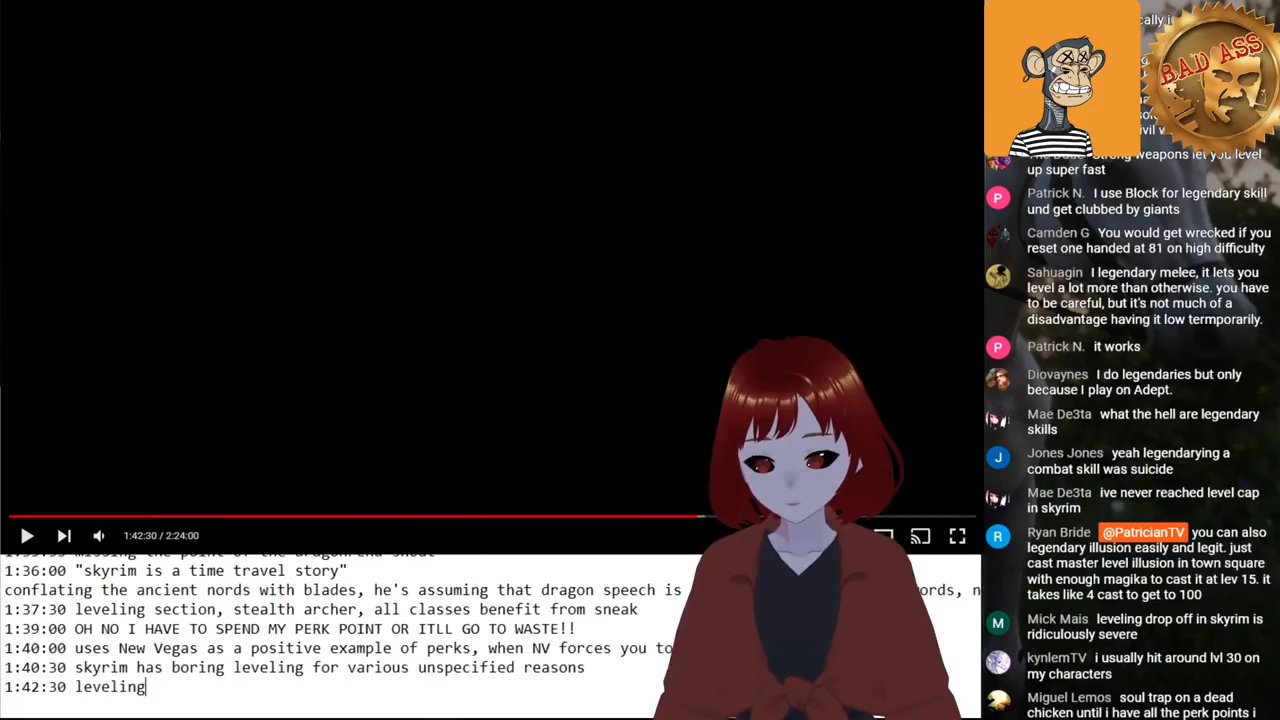 1:42:30 / 2:24:00
1:36:00 "skyrim is a time travel story"
conflating the ancient nords with blades, he's assuming that dragon speech is
1:37:30 leveling section, stealth archer, all classes benefit from sneak
1:39:00 OH NO I HAVE TO SPEND MY PERK POINT OR ITLL GO TO WASTE!!
1:40:00 uses New Vegas as a positive example of perks, when NV forces you to
1:40:30 skyrim has boring leveling for various unspecified reasons
1:42:30 leveling
BAD ASS
weapons let you level
up super fast
Patrick N. I use Block for legendary skill
und get clubbed by giants
Camden G You would get wrecked if you
reset one handed at 81 on high difficulty
Sahuagin I legendary melee, it lets you
level a lot more than otherwise. you have
to be careful, but it's not much of a
disadvantage having it low termporarily.
Patrick N. it works
Diovaynes I do legendaries but only
because I play on Adept.
Mae De3ta what the hell are legendary
skills
Jones Jones yeah legendarying a
combat skill was suicide
Mae De3ta ive never reached level cap
in skyrim
Ryan Bride @PatricianTV you can also
legendary illusion easily and legit. just
cast master level illusion in town square
with enough magika to cast it at lev 15. it
takes like 4 cast to get to 100
Mick Mais leveling drop off in skyrim is
ridiculously severe
kynlemTV i usually hit around lvl 30 on
my characters
Miguel Lemos soul trap on a dead
chicken until i have all the perk points i